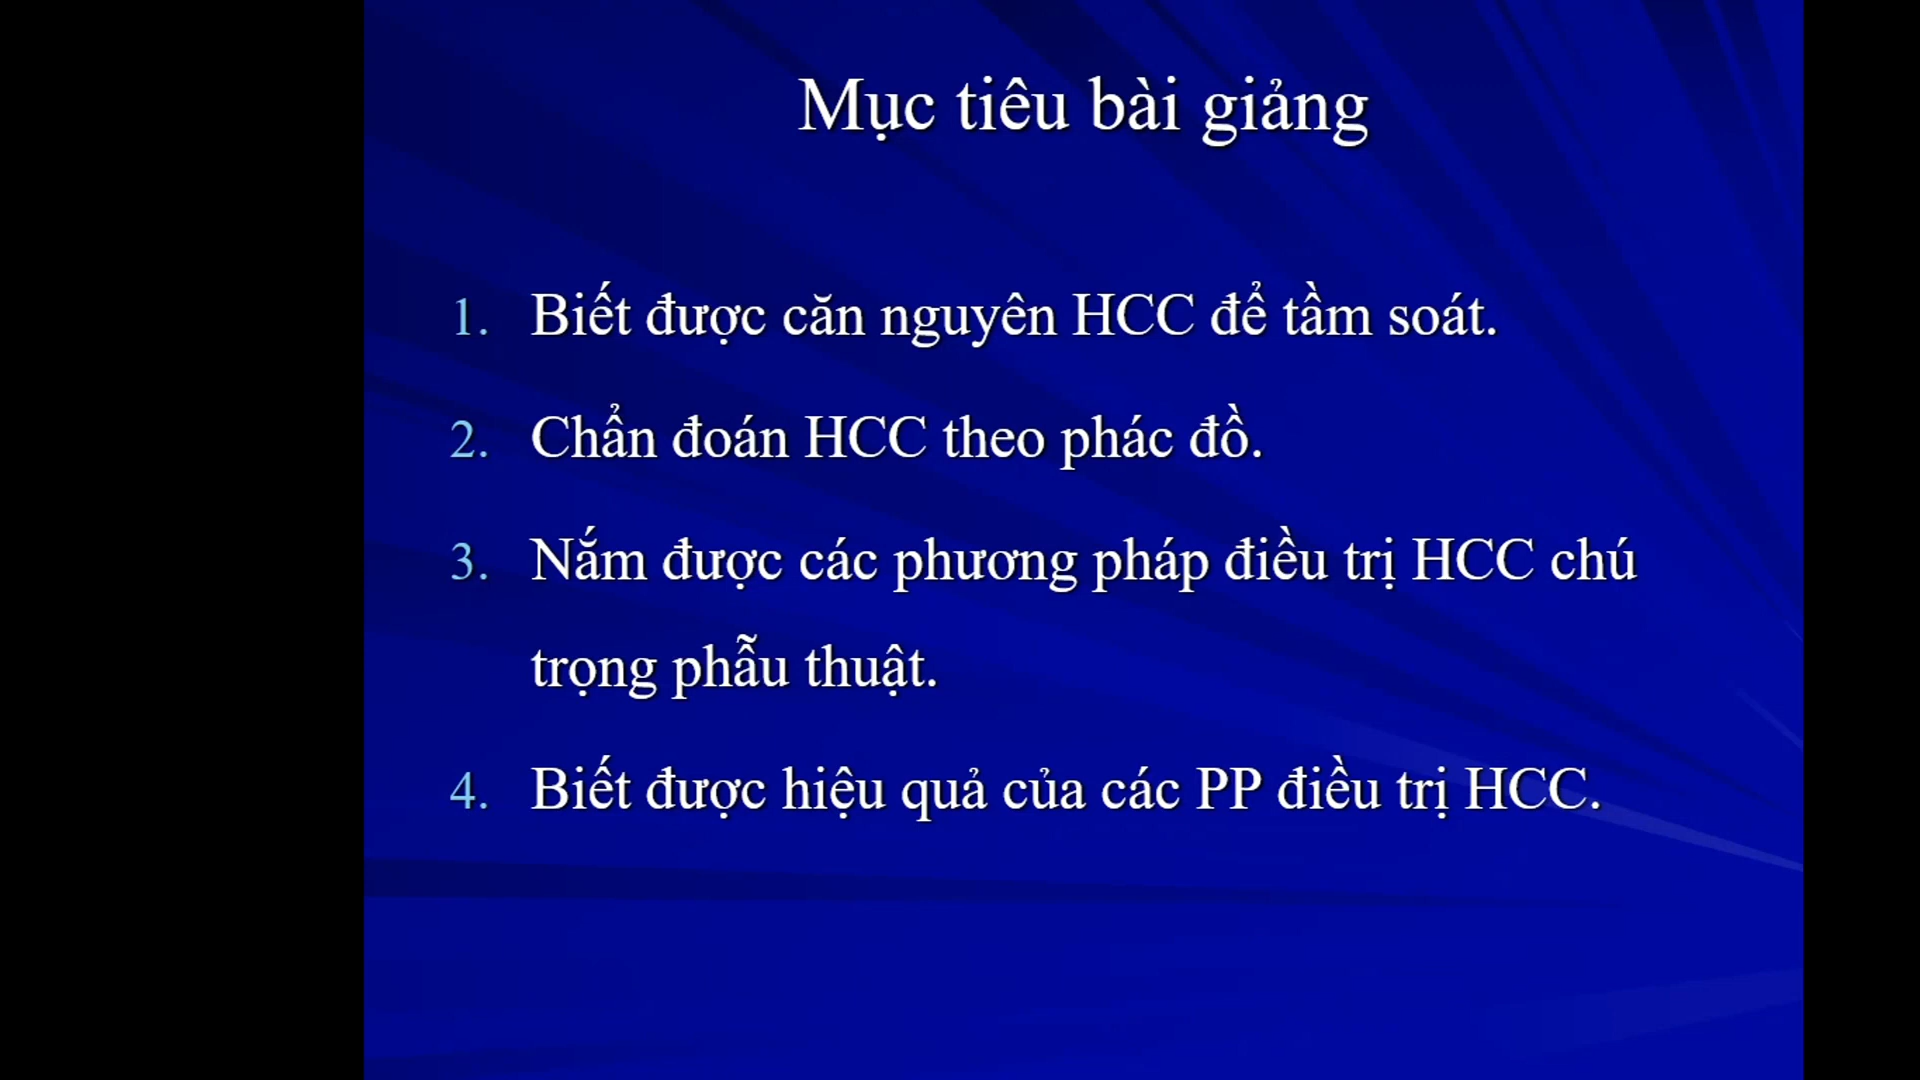 Mục tiêu bài giảng
1. Biết được căn nguyên HCC để tầm soát.
2. Chẩn đoán HCC theo phác đồ.
3. Nắm được các phương pháp điều trị HCC chú
trọng phẫu thuật.
4. Biết được hiệu quả của các PP điều trị HCC.